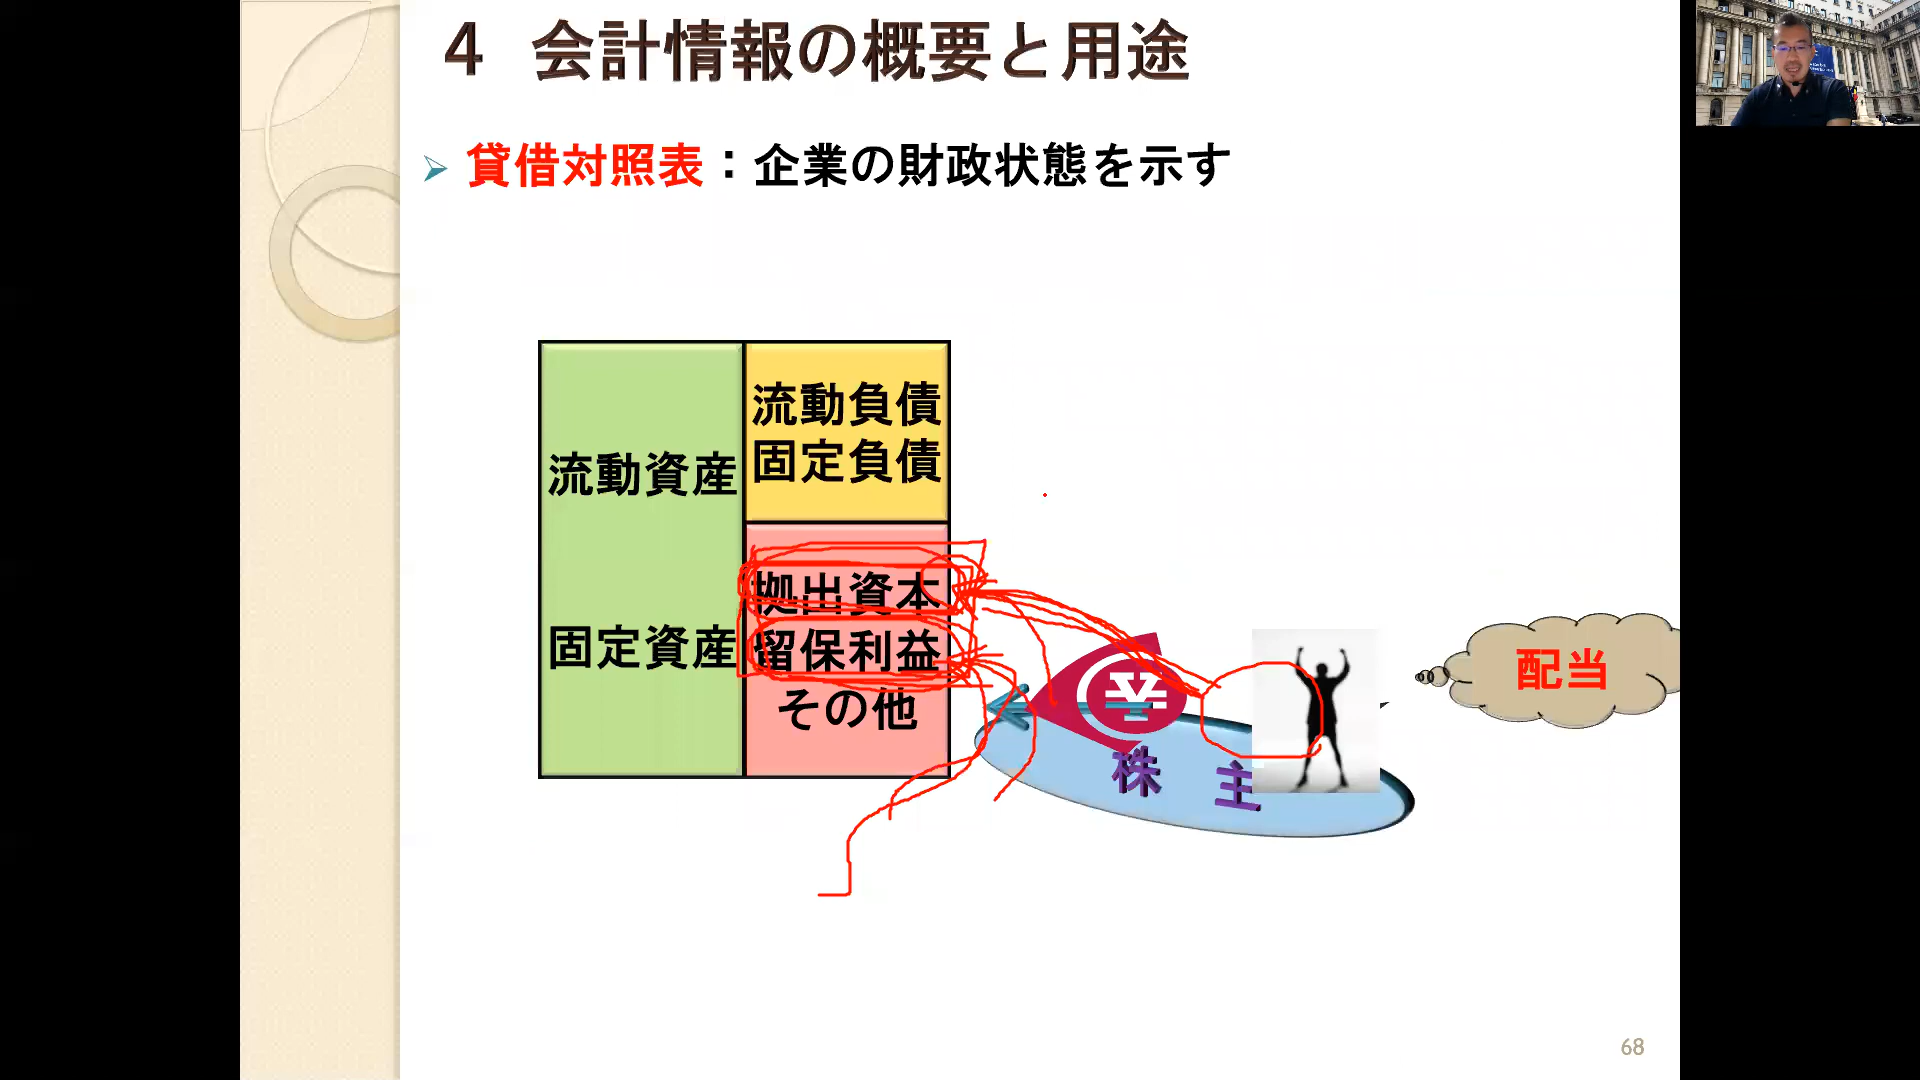 4 会計情報の概要と用途
貸借対照表：企業の財政状態を示す
流動資産
固定資産
流動負債
固定負債
拠出資本
留保利益
その他
株 主
配当
68